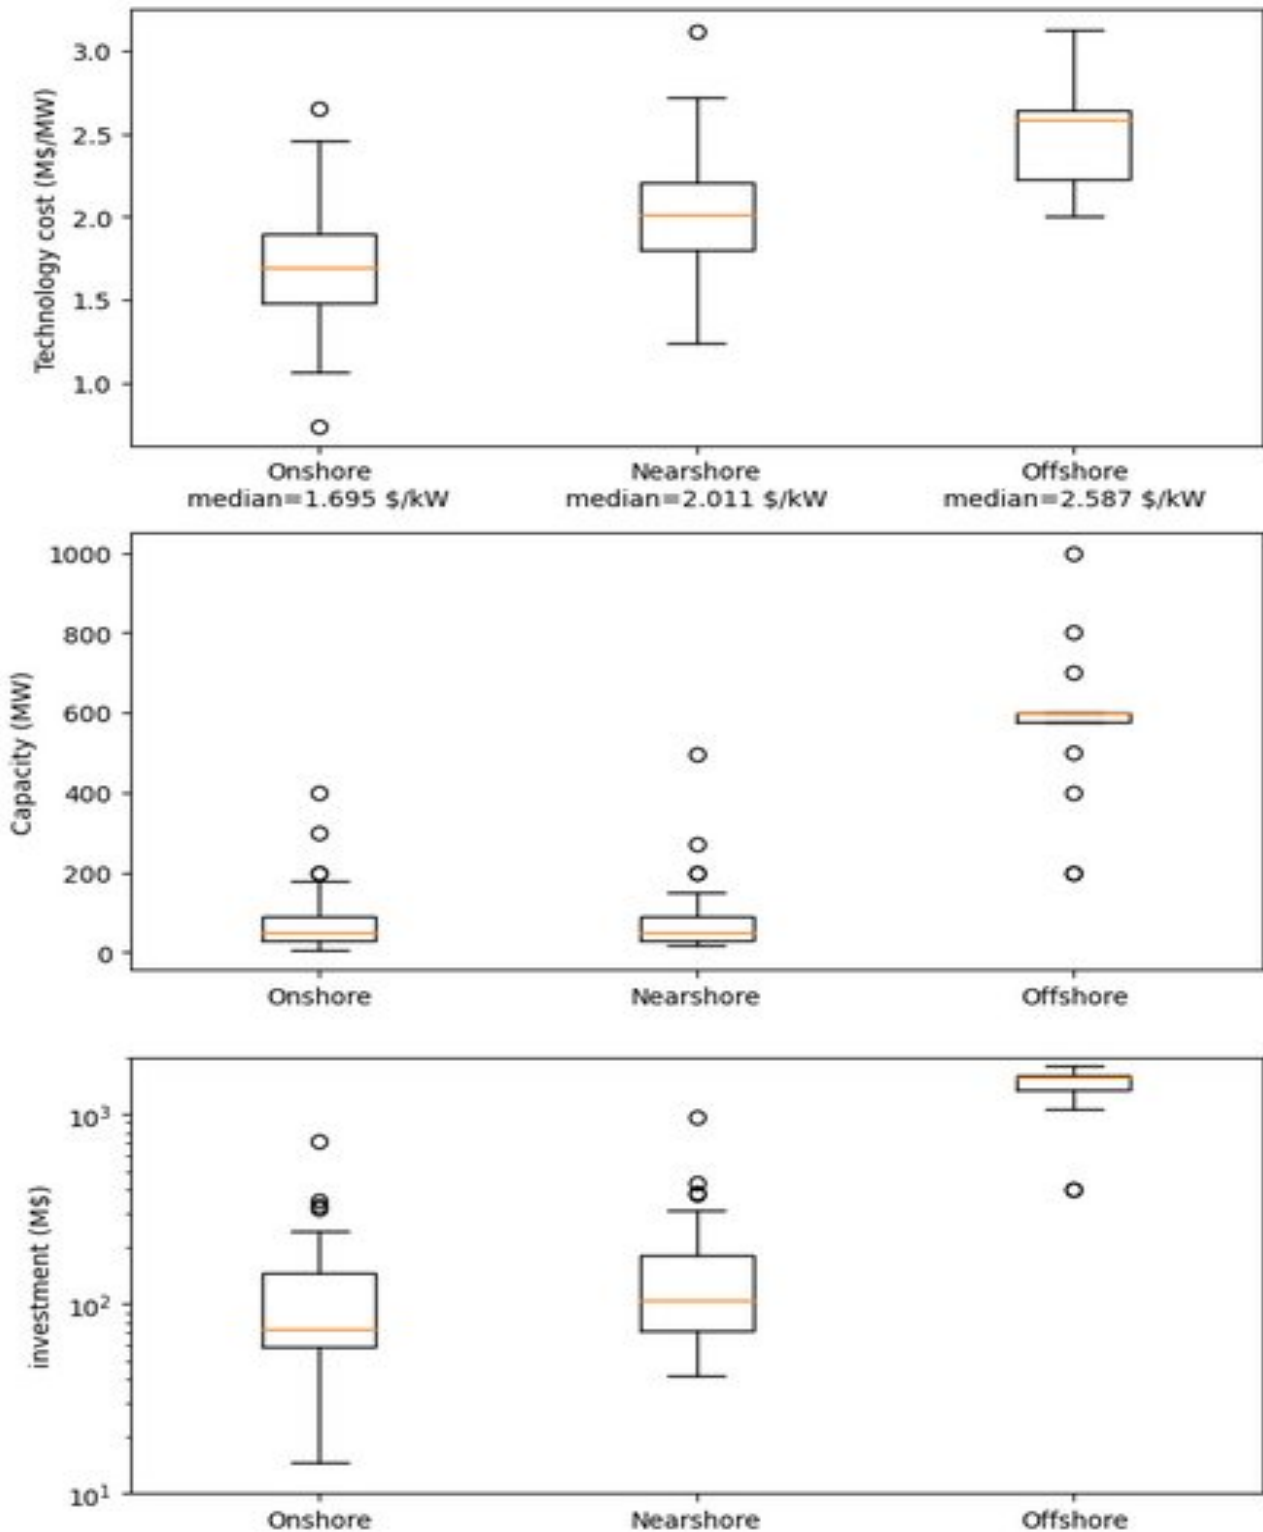 Technology cost (M$/MW)
3.0
2.5
2.0
1.5
1.0
Onshore Nearshore Offshore
median=1.695 $/kW median=2.011 $/kW median=2.587 $/kW
Capacity (MW)
1000
800
600
400
200
0
Onshore Nearshore Offshore
investment (M$)
10³
10²
10¹
Onshore Nearshore Offshore